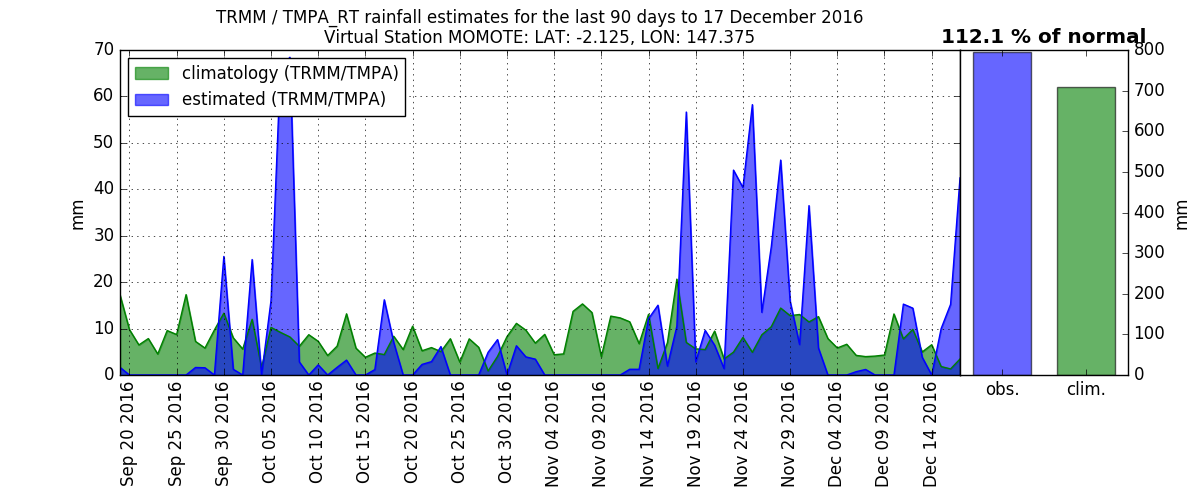 TRMM / TMPA_RT rainfall estimates for the last 90 days to 17 December 2016
Virtual Station MOMOTE: LAT: -2.125, LON: 147.375
112.1 % of normal
climatology (TRMM/TMPA)
estimated (TRMM/TMPA)
70
60
50
40
30
20
10
0
mm
Sep 20 2016
Sep 25 2016
Sep 30 2016
Oct 05 2016
Oct 10 2016
Oct 15 2016
Oct 20 2016
Oct 25 2016
Oct 30 2016
Nov 04 2016
Nov 09 2016
Nov 14 2016
Nov 19 2016
Nov 24 2016
Nov 29 2016
Dec 04 2016
Dec 09 2016
Dec 14 2016
obs.
clim.
800
700
600
500
400
300
200
100
0
mm